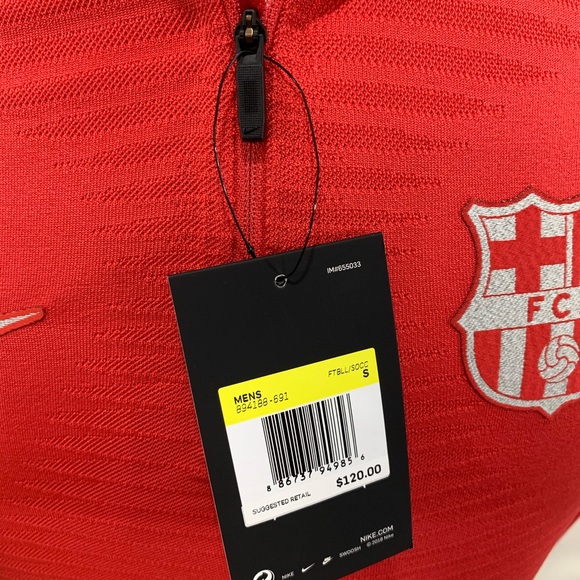 IM#655033
MENS FTBLL/SOCC
894188-691 S
8 86737 94985 6
SUGGESTED RETAIL $120.00
NIKE.COM
NIKE SWOOSH © 2018 Nike
FC